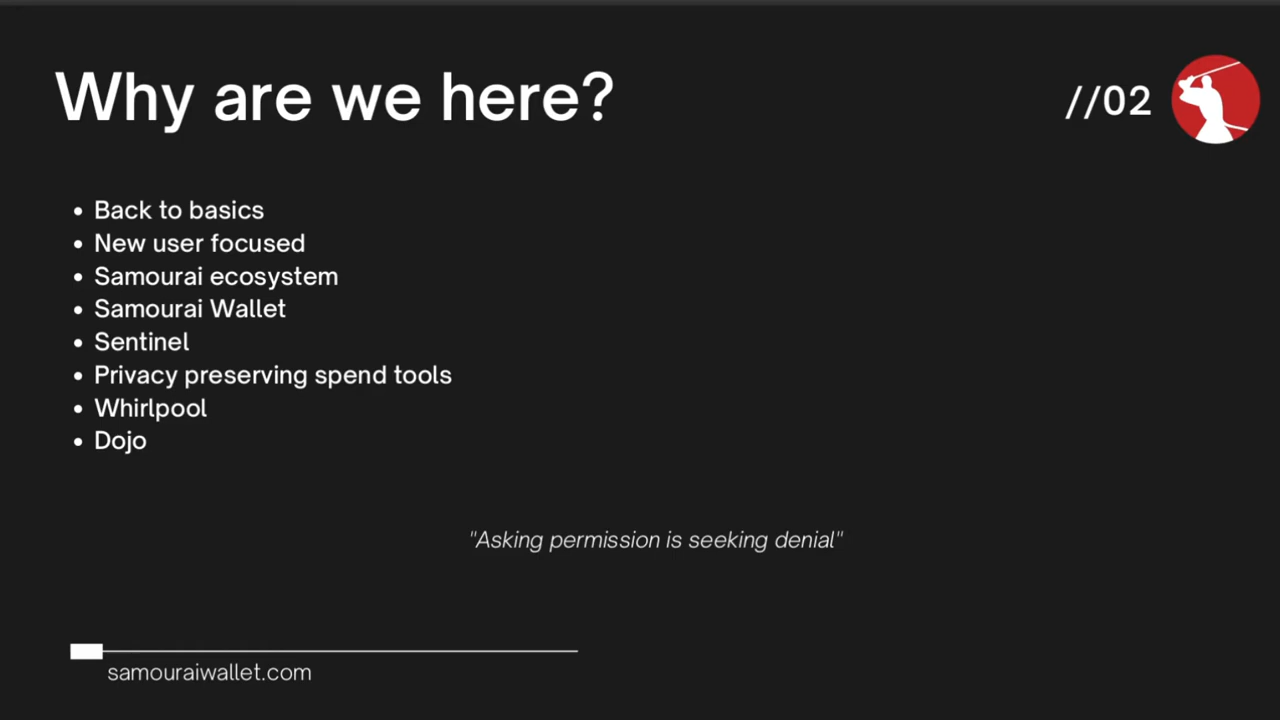 Why are we here?
//02
• Back to basics
• New user focused
• Samourai ecosystem
• Samourai Wallet
• Sentinel
• Privacy preserving spend tools
• Whirlpool
• Dojo
"Asking permission is seeking denial"
samouraiwallet.com